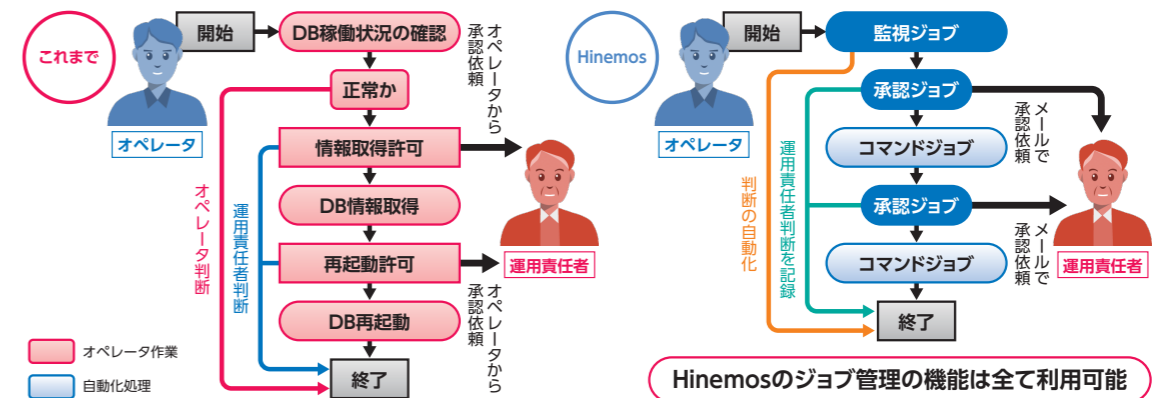 これまで
開始
DB稼働状況の確認
正常か
情報取得許可
DB情報取得
再起動許可
DB再起動
終了
オペレータ
オペレータから
承認依頼
運用責任者
オペレータから
承認依頼
オペレータ判断
運用責任者判断
オペレータ作業
自動化処理
Hinemos
開始
監視ジョブ
承認ジョブ
コマンドジョブ
承認ジョブ
コマンドジョブ
終了
オペレータ
メールで
承認依頼
運用責任者
メールで
承認依頼
判断の自動化
運用責任者判断を記録
Hinemosのジョブ管理の機能は全て利用可能